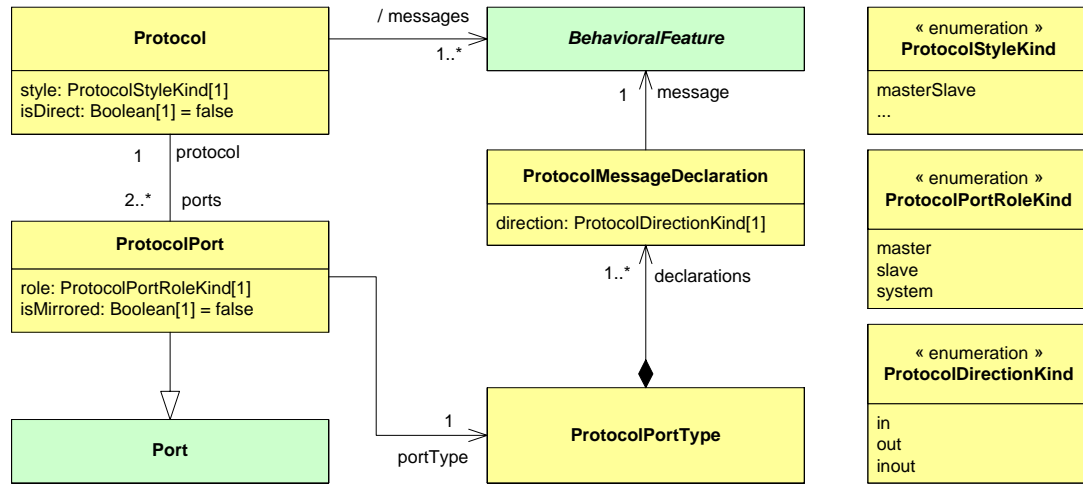 Protocol
style: ProtocolStyleKind[1]
isDirect: Boolean[1] = false
/ messages
1..*
BehavioralFeature
1
message
1
protocol
2..*
ports
ProtocolPort
role: ProtocolPortRoleKind[1]
isMirrored: Boolean[1] = false
ProtocolMessageDeclaration
direction: ProtocolDirectionKind[1]
1..*
declarations
Port
1
portType
ProtocolPortType
« enumeration »
ProtocolStyleKind
masterSlave
...
« enumeration »
ProtocolPortRoleKind
master
slave
system
« enumeration »
ProtocolDirectionKind
in
out
inout